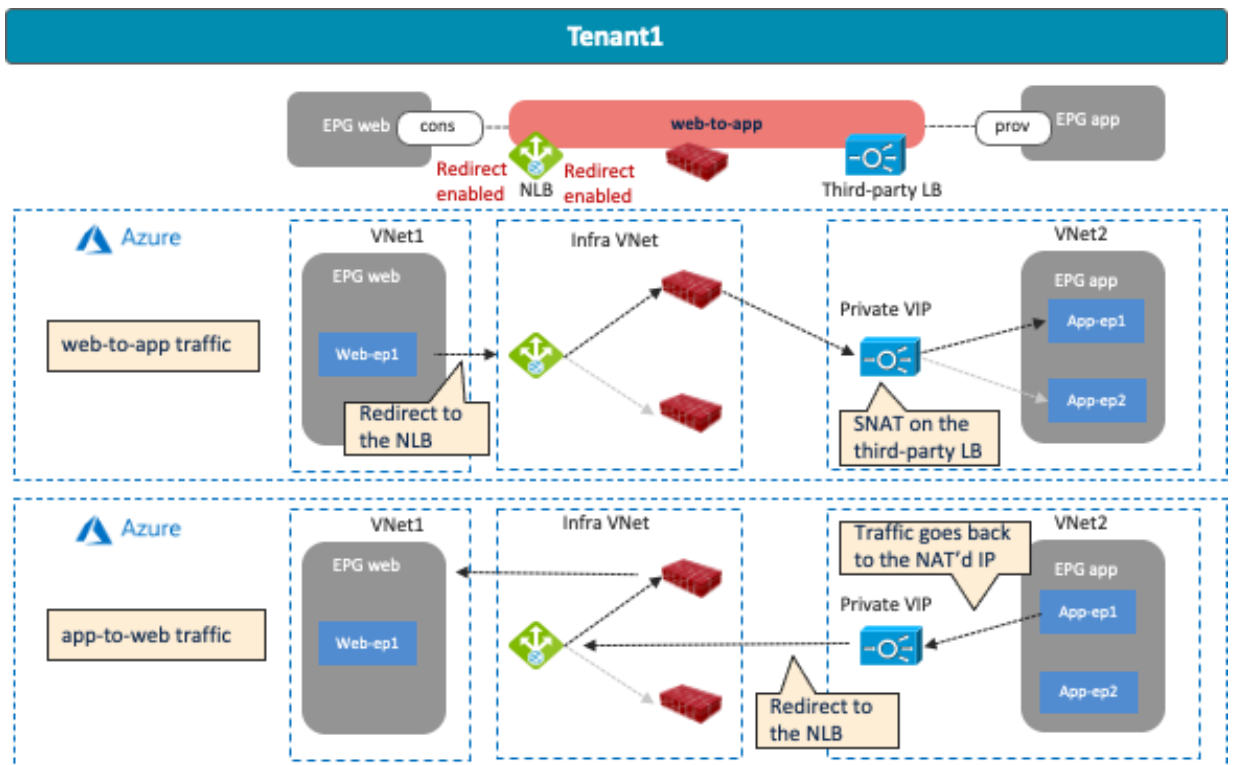 Tenant1
EPG web
cons
web-to-app
prov
EPG app
Redirect
enabled
NLB
Redirect
enabled
Third-party LB
Azure
VNet1
Infra VNet
VNet2
EPG web
EPG app
Private VIP
App-ep1
web-to-app traffic
Web-ep1
App-ep2
Redirect to
the NLB
SNAT on the
third-party LB
Azure
VNet1
Infra VNet
Traffic goes back
to the NAT'd IP
VNet2
EPG web
EPG app
Private VIP
App-ep1
app-to-web traffic
Web-ep1
App-ep2
Redirect to
the NLB